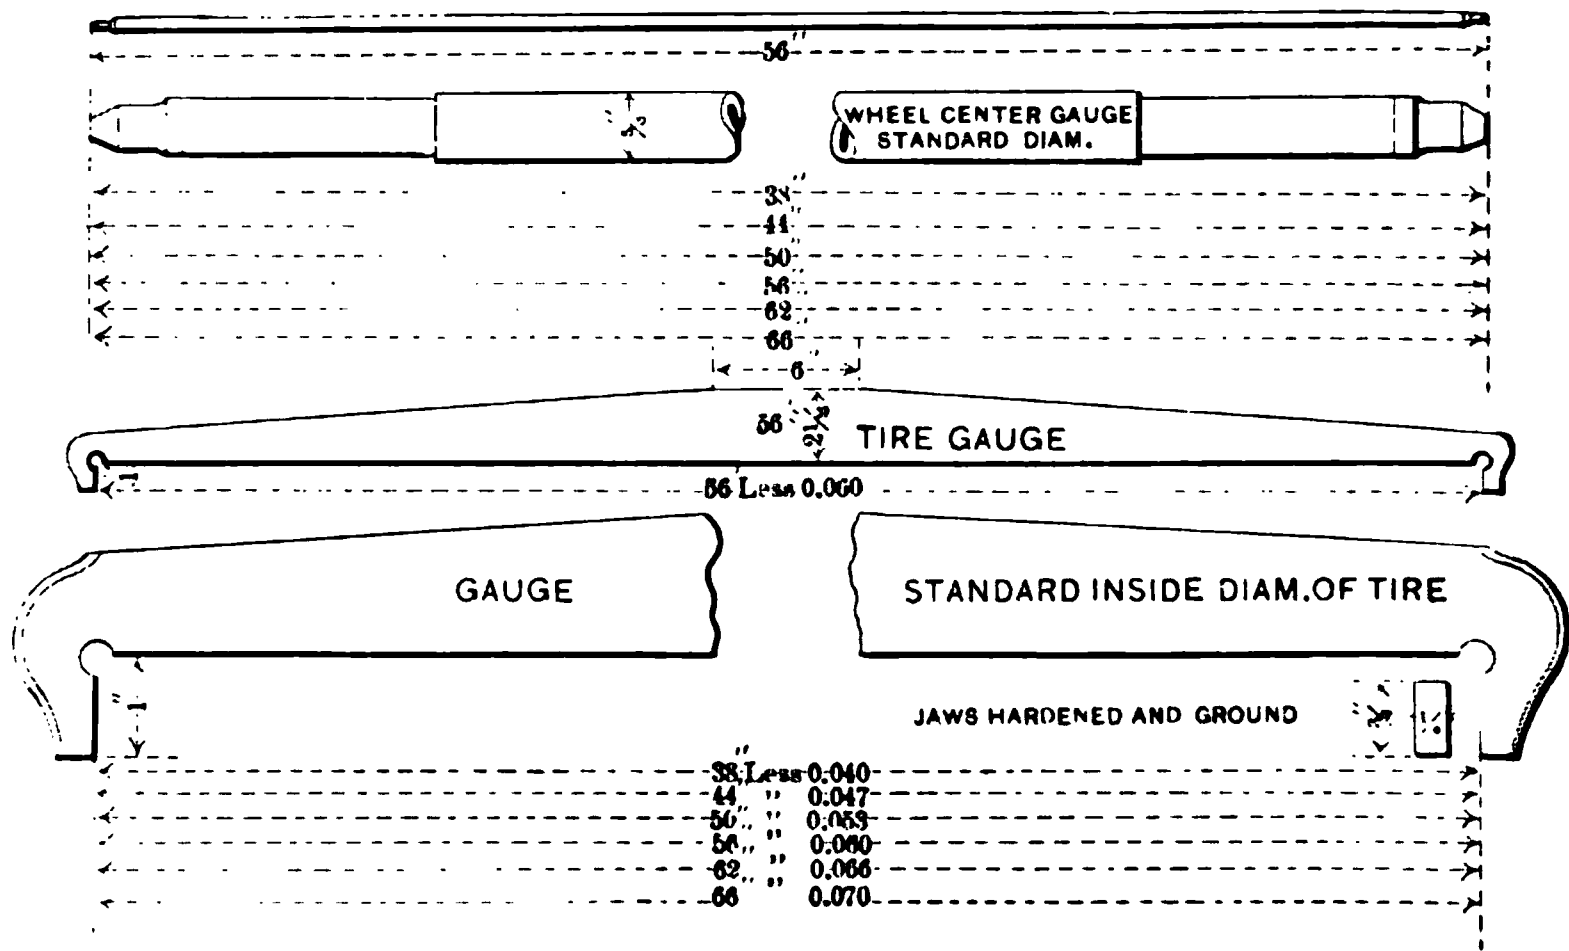 56"
WHEEL CENTER GAUGE
STANDARD DIAM.
38"
44"
50"
56"
62"
66"
6"
56"
TIRE GAUGE
1"
56" Less 0.060
GAUGE
STANDARD INSIDE DIAM. OF TIRE
1"
JAWS HARDENED AND GROUND
38" Less 0.040
44" " 0.047
50" " 0.053
56" " 0.060
62" " 0.066
66" " 0.070